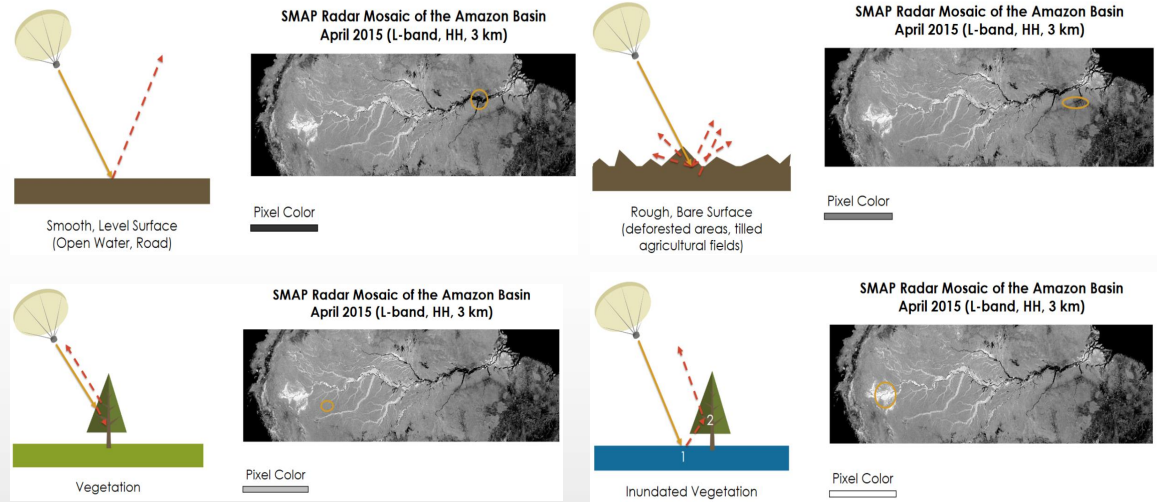 SMAP Radar Mosaic of the Amazon Basin
April 2015 (L-band, HH, 3 km)
Pixel Color
Smooth, Level Surface
(Open Water, Road)
SMAP Radar Mosaic of the Amazon Basin
April 2015 (L-band, HH, 3 km)
Pixel Color
Rough, Bare Surface
(deforested areas, tilled
agricultural fields)
SMAP Radar Mosaic of the Amazon Basin
April 2015 (L-band, HH, 3 km)
Pixel Color
Vegetation
SMAP Radar Mosaic of the Amazon Basin
April 2015 (L-band, HH, 3 km)
2
1
Pixel Color
Inundated Vegetation